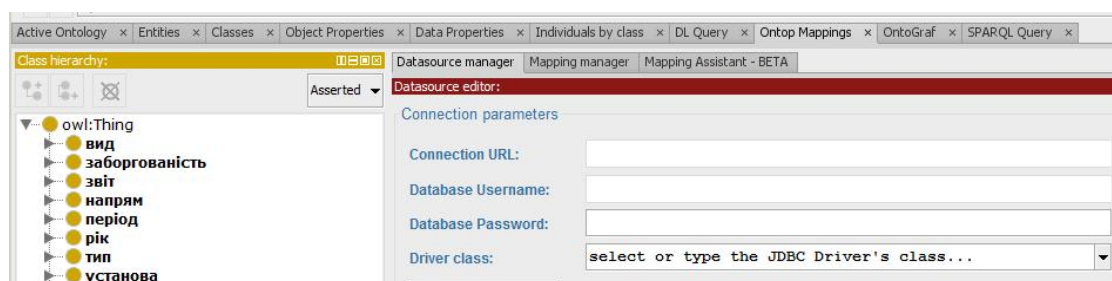 Active Ontology × Entities × Classes × Object Properties × Data Properties × Individuals by class × DL Query × Ontop Mappings × OntoGraf × SPARQL Query ×
Class hierarchy:
Asserted
owl:Thing
вид
заборгованість
звіт
напрям
період
рік
тип
установа
Datasource manager Mapping manager Mapping Assistant - BETA
Datasource editor:
Connection parameters
Connection URL:
Database Username:
Database Password:
Driver class: select or type the JDBC Driver's class...